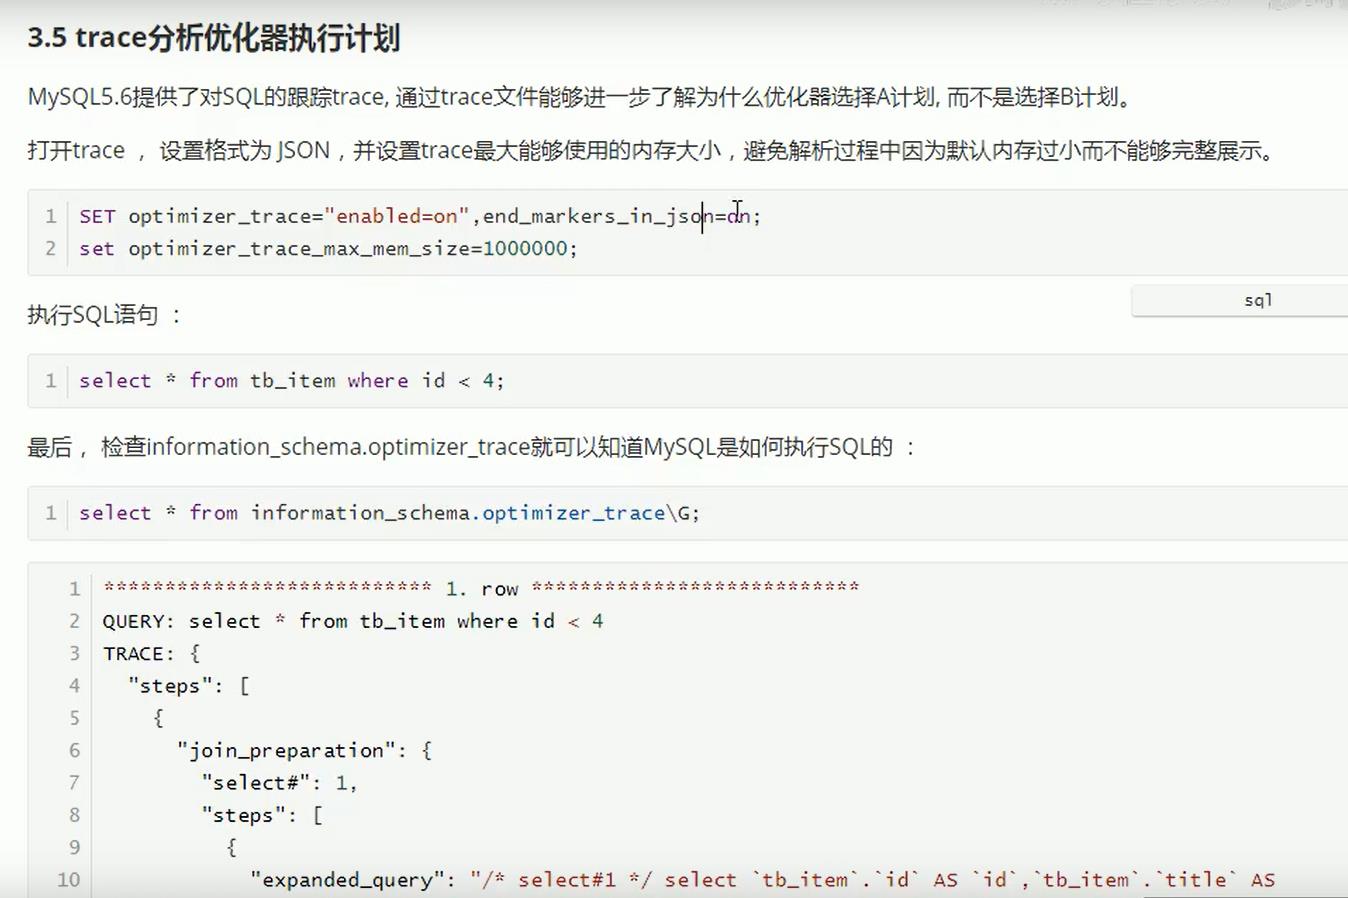 3.5 trace分析优化器执行计划
MySQL5.6提供了对SQL的跟踪trace, 通过trace文件能够进一步了解为什么优化器选择A计划, 而不是选择B计划。
打开trace ， 设置格式为 JSON，并设置trace最大能够使用的内存大小，避免解析过程中因为默认内存过小而不能够完整展示。
1 SET optimizer_trace="enabled=on",end_markers_in_json=on;
2 set optimizer_trace_max_mem_size=1000000;
执行SQL语句 ：
sql
1 select * from tb_item where id < 4;
最后， 检查information_schema.optimizer_trace就可以知道MySQL是如何执行SQL的 ：
1 select * from information_schema.optimizer_trace\G;
1 *************************** 1. row ***************************
2 QUERY: select * from tb_item where id < 4
3 TRACE: {
4 "steps": [
5 {
6 "join_preparation": {
7 "select#": 1,
8 "steps": [
9 {
10 "expanded_query": "/* select#1 */ select `tb_item`.`id` AS `id`,`tb_item`.`title` AS